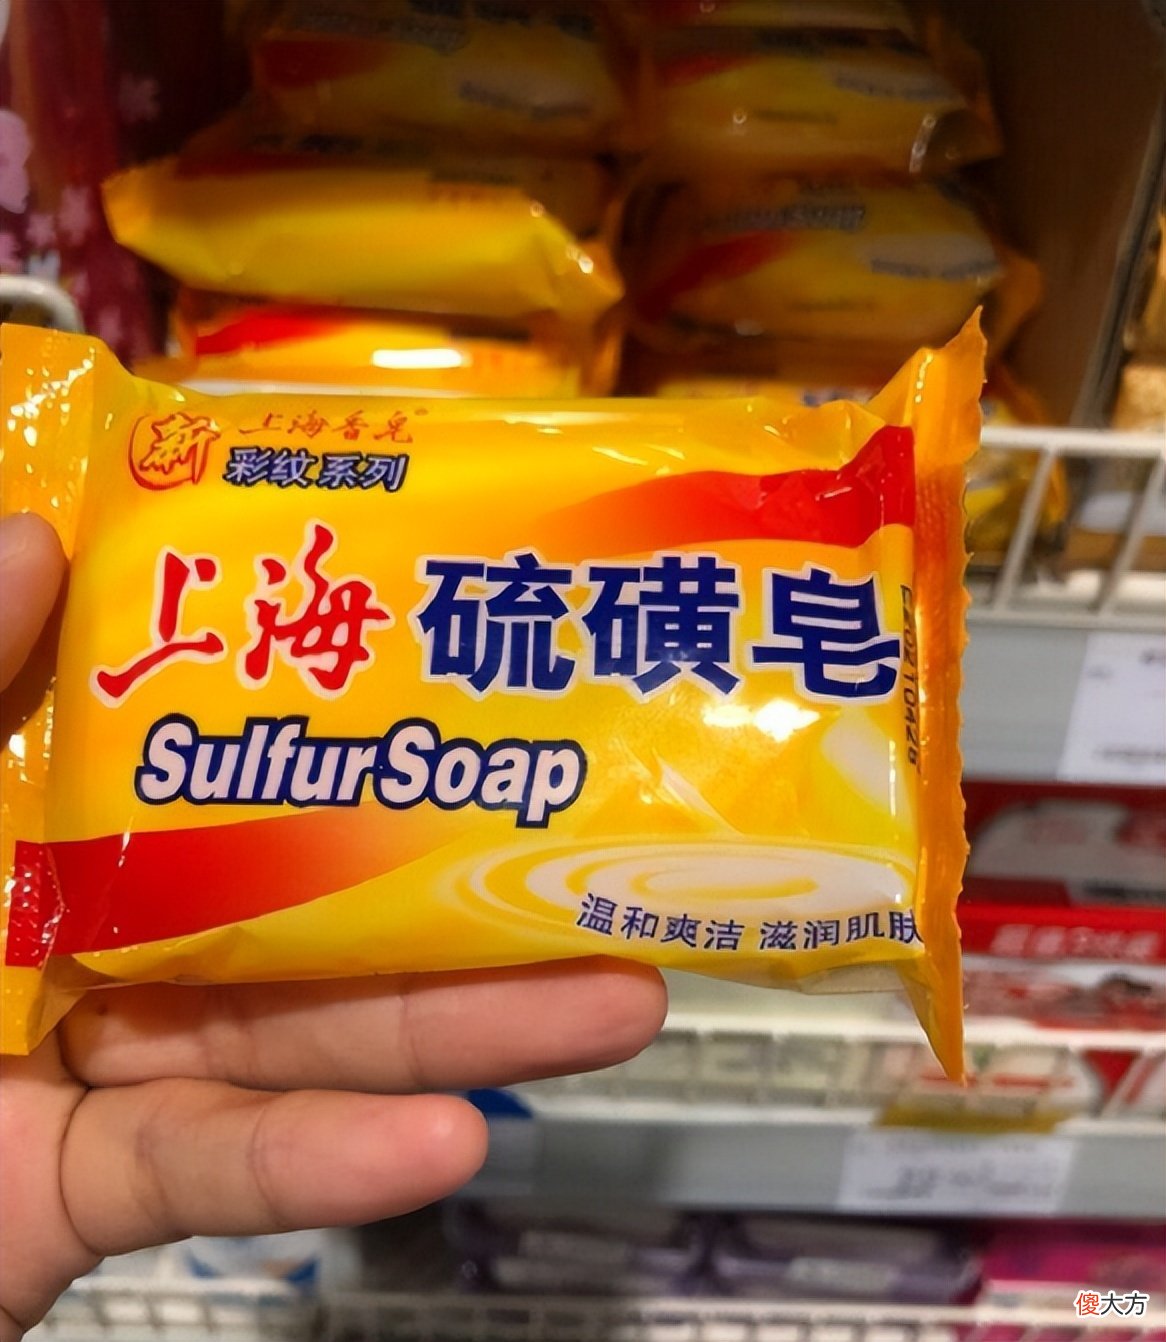 新 上海香皂®
彩纹系列
上海硫磺皂
SulfurSoap
温和爽洁 滋润肌肤
傻大方